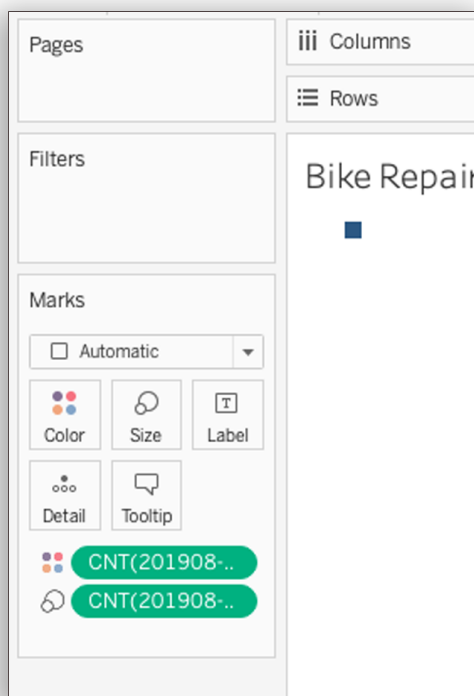 Pages
Columns
Rows
Filters
Bike Repair
Marks
Automatic
Color
Size
T
Label
Detail
Tooltip
CNT(201908-..
CNT(201908-..